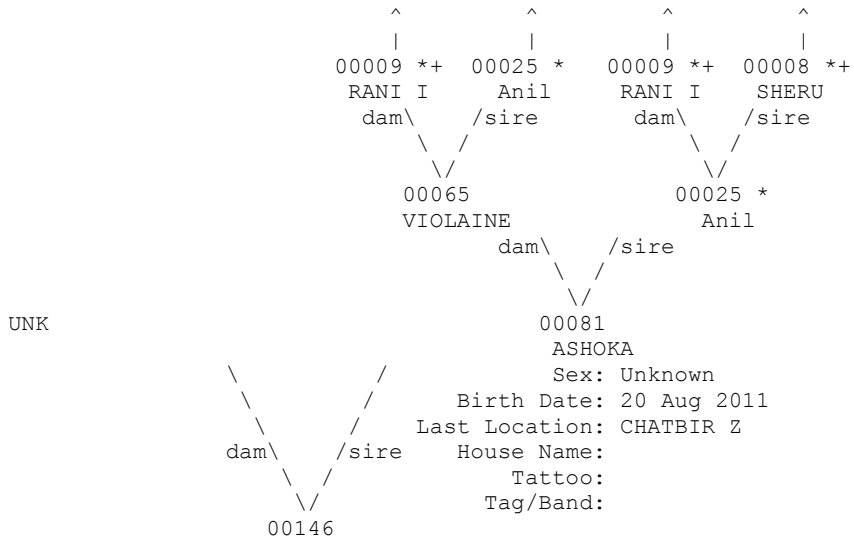 ^ ^ ^ ^
| | | |
00009 *+ 00025 * 00009 *+ 00008 *+
RANI I Anil RANI I SHERU
dam\ /sire dam\ /sire
\ / \ /
\/ \/
00065 00025 *
VIOLAINE Anil
dam\ /sire
\ /
\/
UNK 00081
ASHOKA
\ / Sex: Unknown
\ / Birth Date: 20 Aug 2011
\ / Last Location: CHATBIR Z
dam\ /sire House Name:
\ / Tattoo:
\/ Tag/Band:
00146